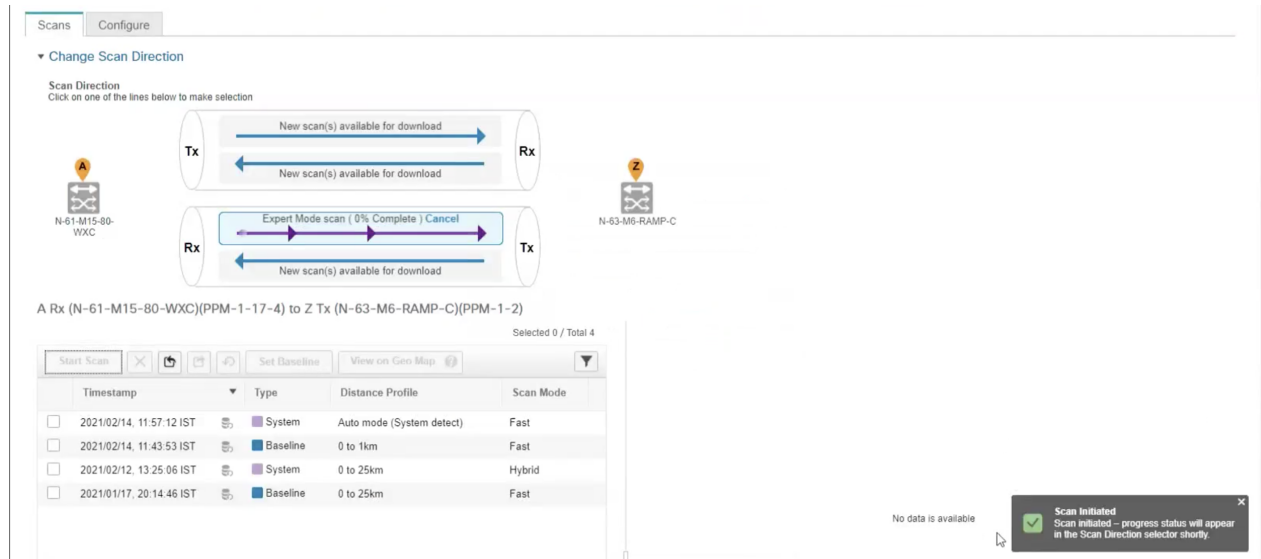 Scans Configure
Change Scan Direction
Scan Direction
Click on one of the lines below to make selection
New scan(s) available for download
Tx
Rx
New scan(s) available for download
A
Z
N-61-M15-80-
WXC
N-63-M6-RAMP-C
Expert Mode scan ( 0% Complete ) Cancel
Rx
Tx
New scan(s) available for download
A Rx (N-61-M15-80-WXC)(PPM-1-17-4) to Z Tx (N-63-M6-RAMP-C)(PPM-1-2)
Selected 0 / Total 4
Start Scan Set Baseline View on Geo Map
Timestamp Type Distance Profile Scan Mode
2021/02/14, 11:57:12 IST System Auto mode (System detect) Fast
2021/02/14, 11:43:53 IST Baseline 0 to 1km Fast
2021/02/12, 13:25:06 IST System 0 to 25km Hybrid
2021/01/17, 20:14:46 IST Baseline 0 to 25km Fast
No data is available
Scan Initiated
Scan initiated – progress status will appear
in the Scan Direction selector shortly.